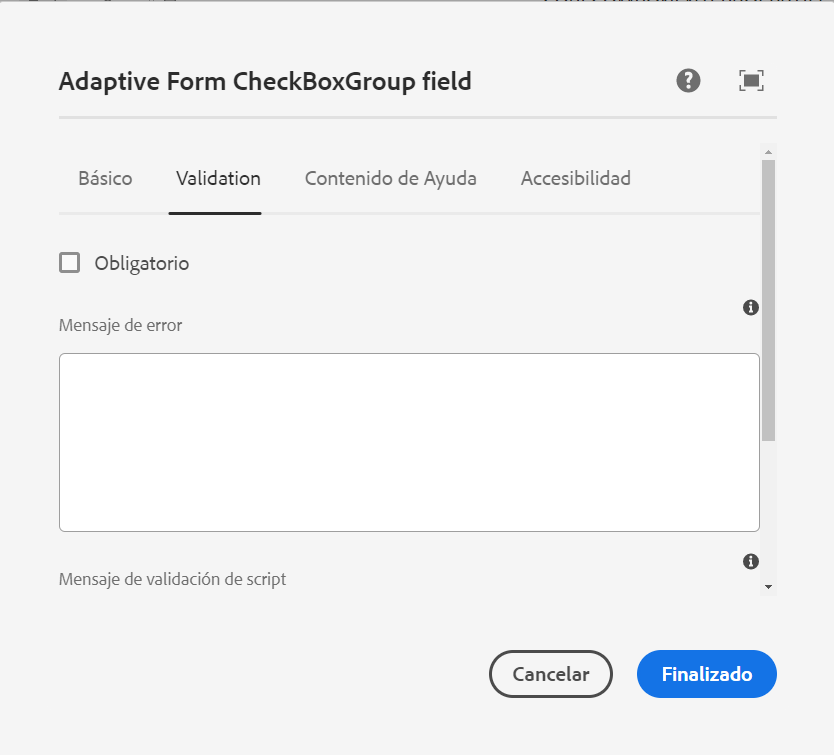 Adaptive Form CheckBoxGroup field
Básico Validation Contenido de Ayuda Accesibilidad
Obligatorio
Mensaje de error
Mensaje de validación de script
Cancelar Finalizado